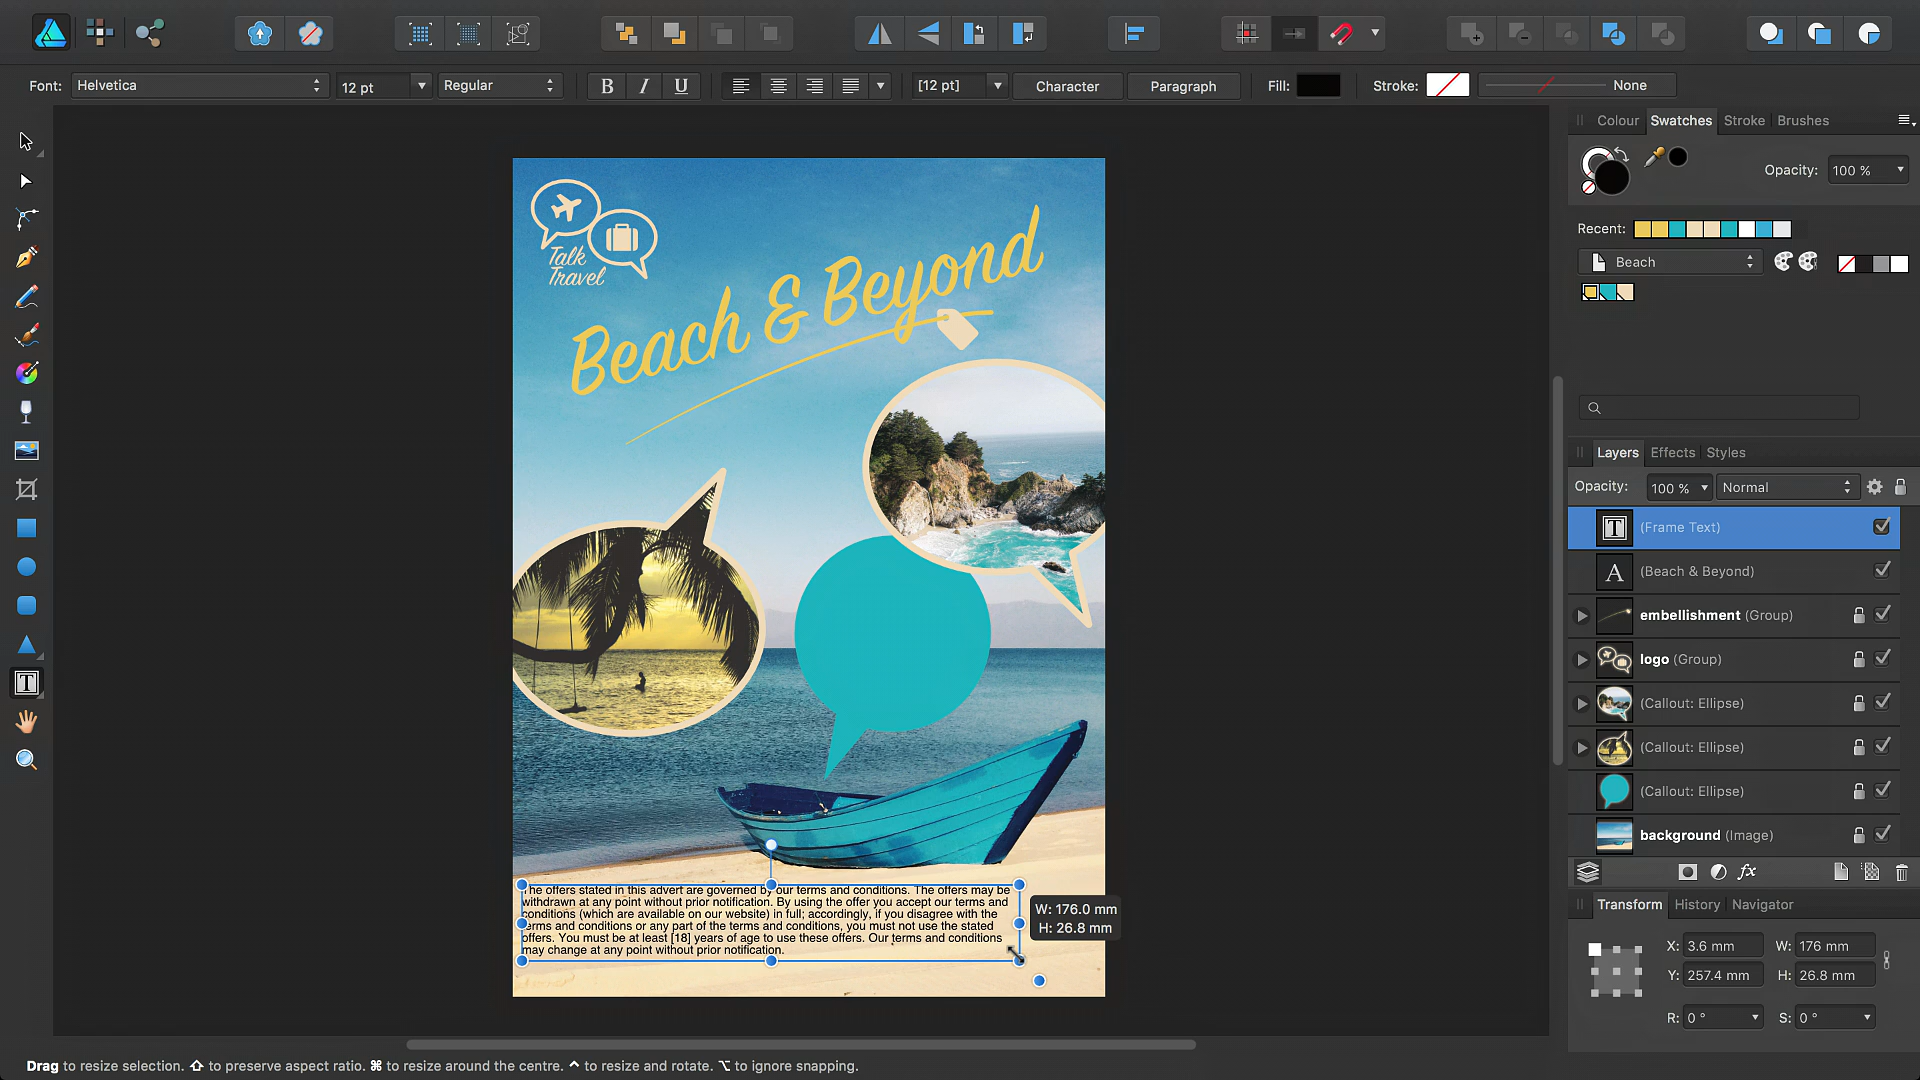 Font:
Helvetica
12 pt
Regular
B
I
U
[12 pt]
Character
Paragraph
Fill:
Stroke:
None
Colour
Swatches
Stroke
Brushes
Opacity:
100 %
Recent:
Beach
Talk
Travel
Beach & Beyond
Layers
Effects
Styles
Opacity:
100 %
Normal
T
(Frame Text)
A
(Beach & Beyond)
embellishment (Group)
logo (Group)
(Callout: Ellipse)
(Callout: Ellipse)
(Callout: Ellipse)
background (Image)
fx
The offers stated in this advert are governed by our terms and conditions. The offers may be
withdrawn at any point without prior notification. By using the offer you accept our terms and
conditions (which are available on our website) in full; accordingly, if you disagree with the
terms and conditions or any part of the terms and conditions, you must not use the stated
offers. You must be at least [18] years of age to use these offers. Our terms and conditions
may change at any point without prior notification.
W: 176.0 mm
H: 26.8 mm
Transform
History
Navigator
X: 3.6 mm
W: 176 mm
Y: 257.4 mm
H: 26.8 mm
R: 0 °
S: 0 °
Drag to resize selection. ⇧ to preserve aspect ratio. ⌘ to resize around the centre. ^ to resize and rotate. ⌥ to ignore snapping.